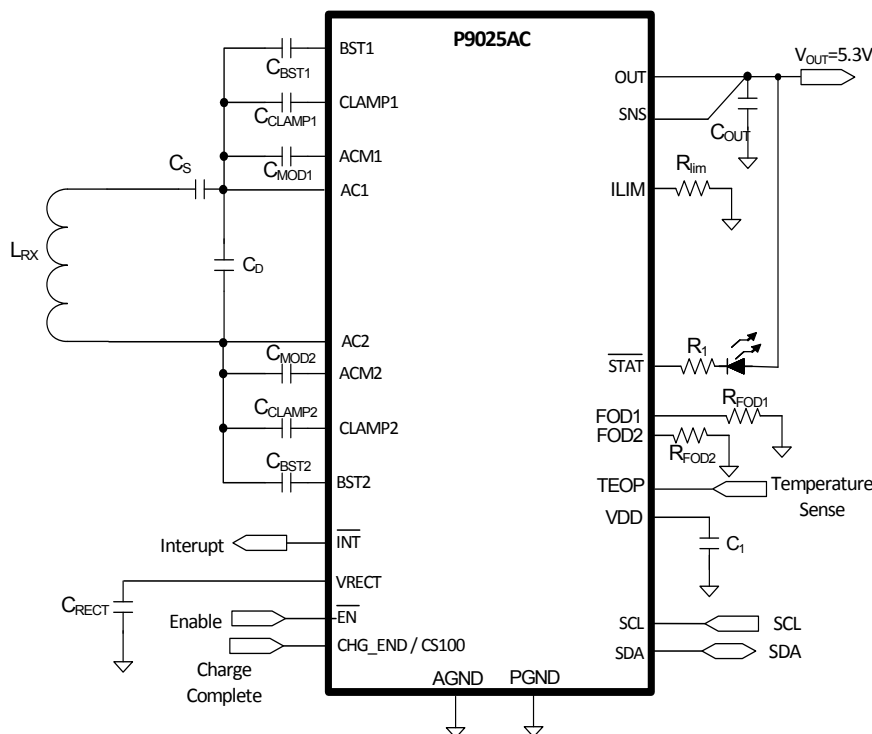 P9025AC
BST1
CBST1
CLAMP1
CCLAMP1
ACM1
CMOD1
CS
AC1
LRX
CD
AC2
CMOD2
ACM2
CCLAMP2
CLAMP2
CBST2
BST2
Interupt
INT
VRECT
CRECT
Enable
EN
CHG_END / CS100
Charge
Complete
AGND
PGND
VOUT=5.3V
OUT
SNS
COUT
Rlim
ILIM
R1
STAT
RFOD1
FOD1
FOD2
RFOD2
TEOP
Temperature
Sense
VDD
C1
SCL
SCL
SDA
SDA